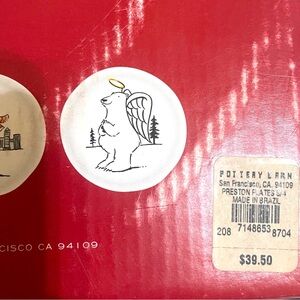 POTTERY BARN
San Francisco, CA. 94109
PRESTON PLATES S/4
MADE IN BRAZIL
208 7148653 8704
$39.50
CISCO CA 94109